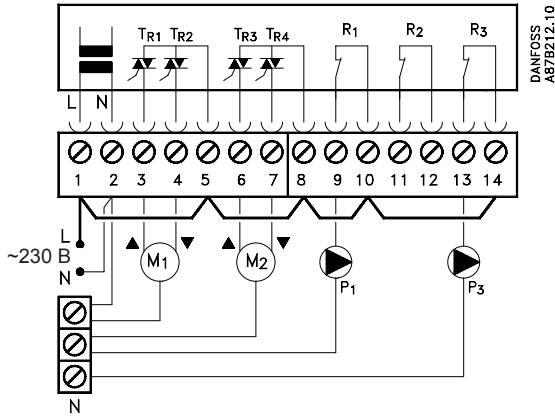 TR1 TR2 TR3 TR4 R1 R2 R3
DANFOSS
A87B212.10
L N
1 2 3 4 5 6 7 8 9 10 11 12 13 14
L
~230 В
N
M1 M2
P1 P3
N